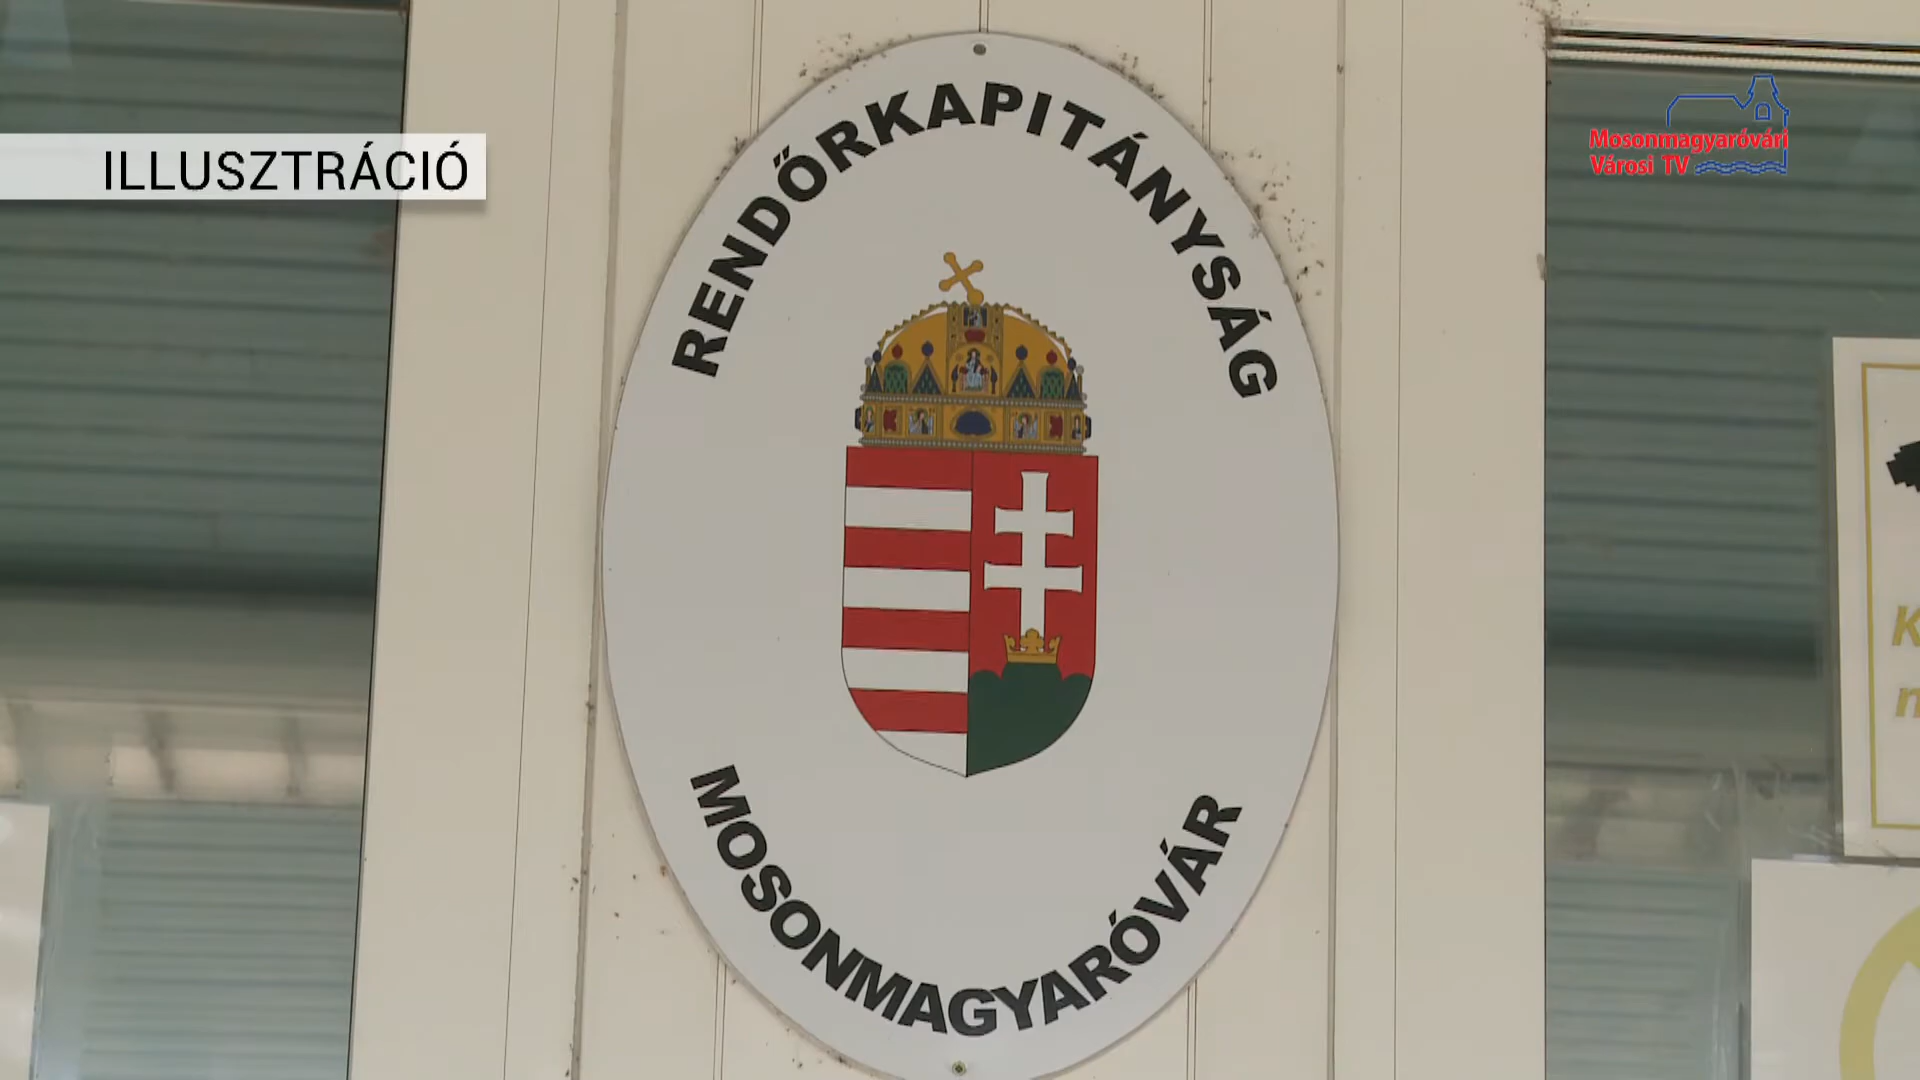 ILLUSZTRÁCIÓ
Mosonmagyaróvári
Városi TV
RENDŐRKAPITÁNYSÁG
MOSONMAGYARÓVÁR